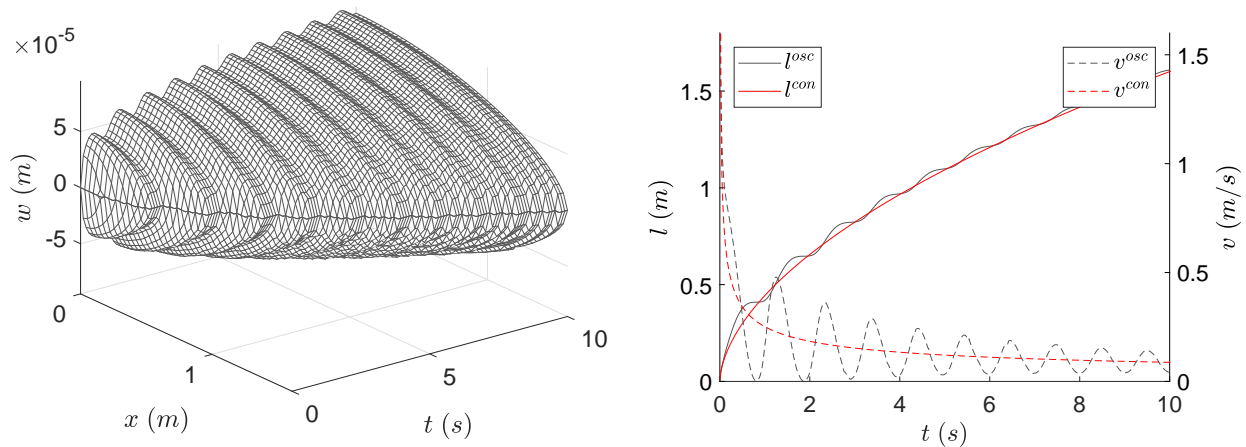 ×10⁻⁵
5
0
-5
w (m)
0
1
x (m)
0
5
10
t (s)
l^{osc}
l^{con}
v^{osc}
v^{con}
1.5
1
0.5
0
l (m)
1.5
1
0.5
0
v (m/s)
0
2
4
6
8
10
t (s)